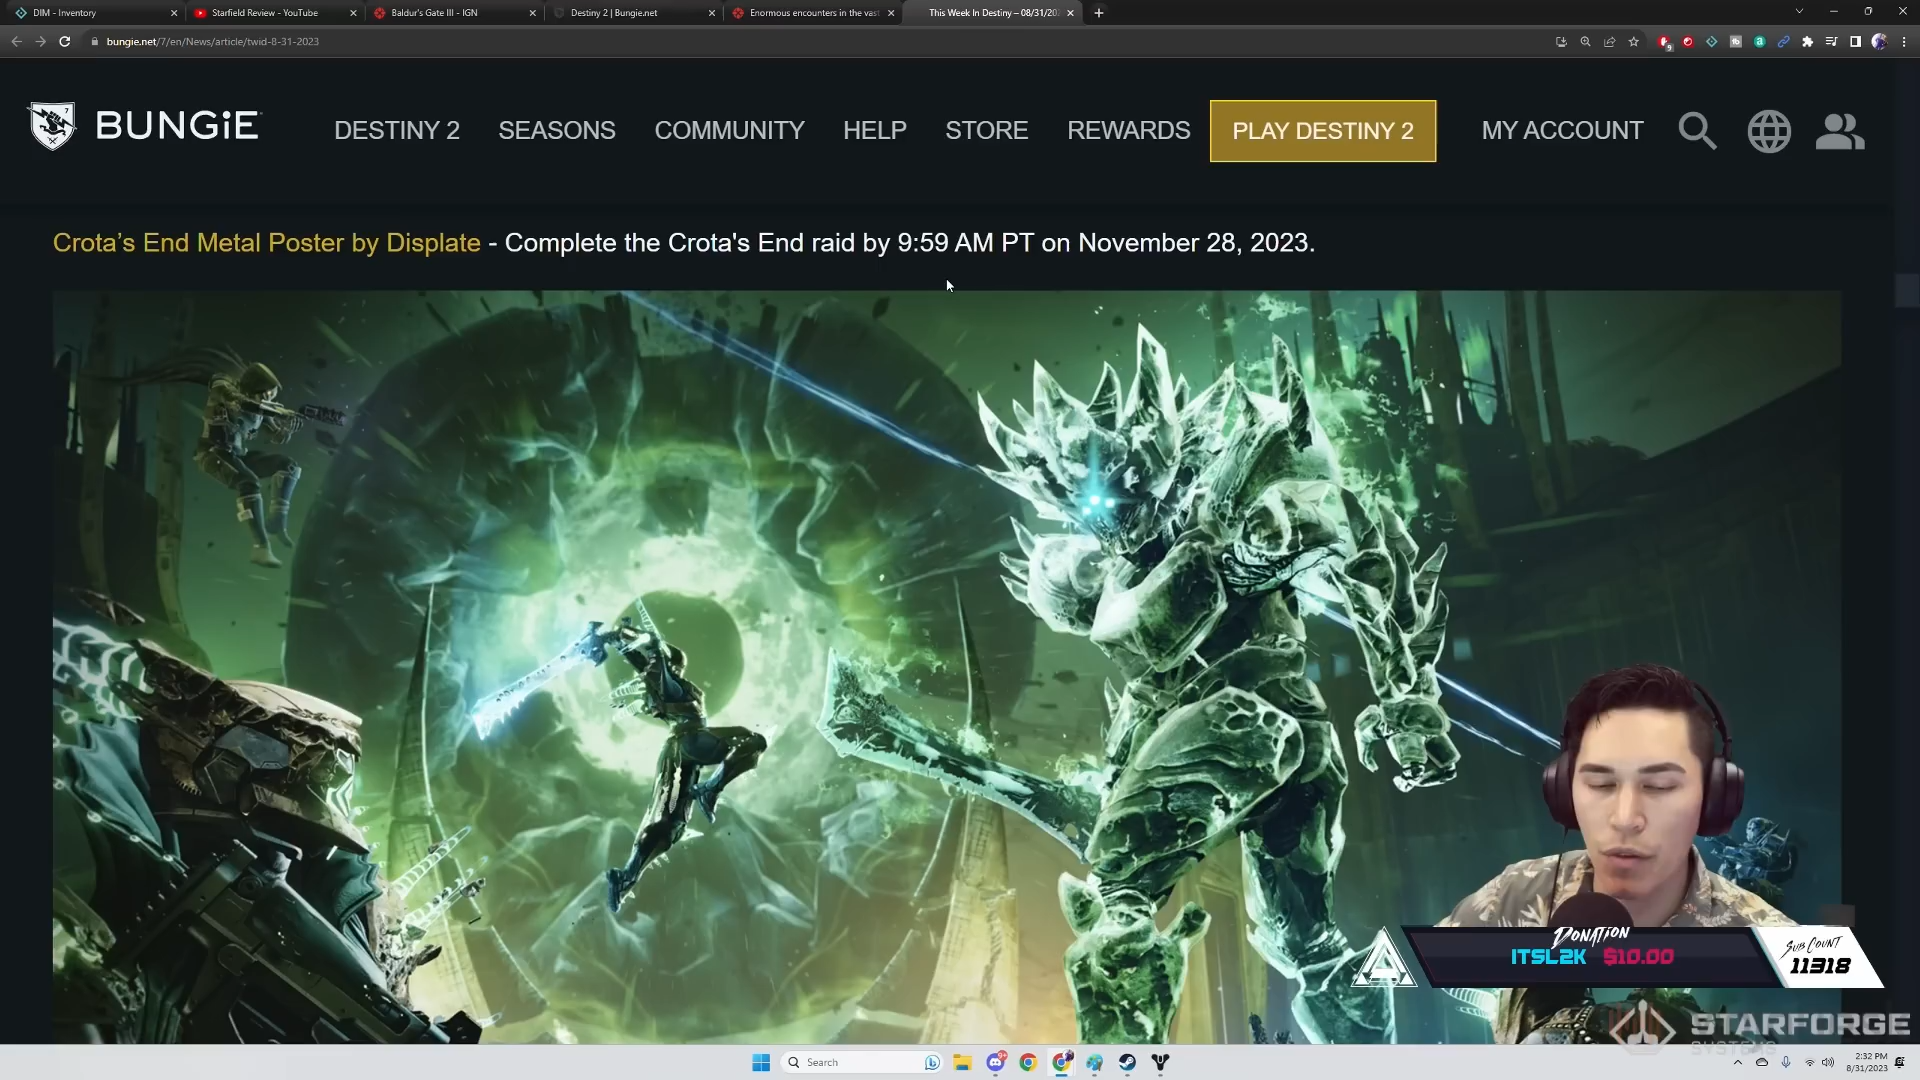 DIM - Inventory
Starfield Review - YouTube
Baldur's Gate III - IGN
Destiny 2 | Bungie.net
Enormous encounters in the vast
This Week In Destiny – 08/31/202
bungie.net/7/en/News/article/twid-8-31-2023
BUNGiE
DESTINY 2
SEASONS
COMMUNITY
HELP
STORE
REWARDS
PLAY DESTINY 2
MY ACCOUNT
Crota’s End Metal Poster by Displate - Complete the Crota's End raid by 9:59 AM PT on November 28, 2023.
DONATION
ITSL2K $10.00
SUB COUNT
11318
STARFORGE
SYSTEMS
Search
2:32 PM
8/31/2023